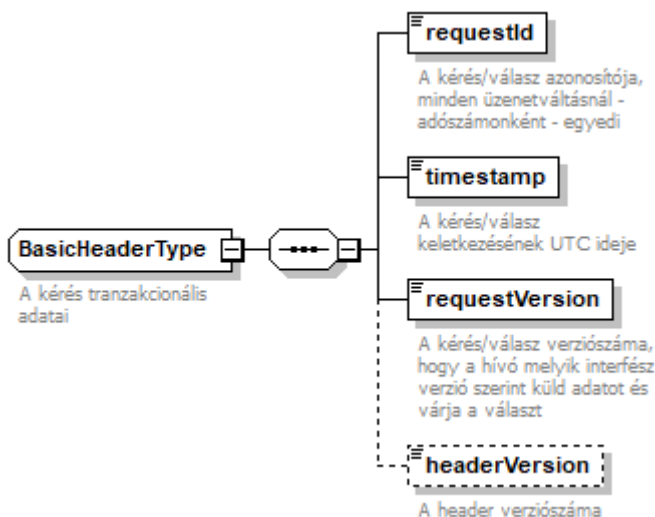 requestId
A kérés/válasz azonosítója,
minden üzenetváltásnál -
adószámonként - egyedi
timestamp
A kérés/válasz
keletkezésének UTC ideje
BasicHeaderType
A kérés tranzakcionális
adatai
requestVersion
A kérés/válasz verziószáma,
hogy a hívó melyik interfész
verzió szerint küld adatot és
várja a választ
headerVersion
A header verziószáma